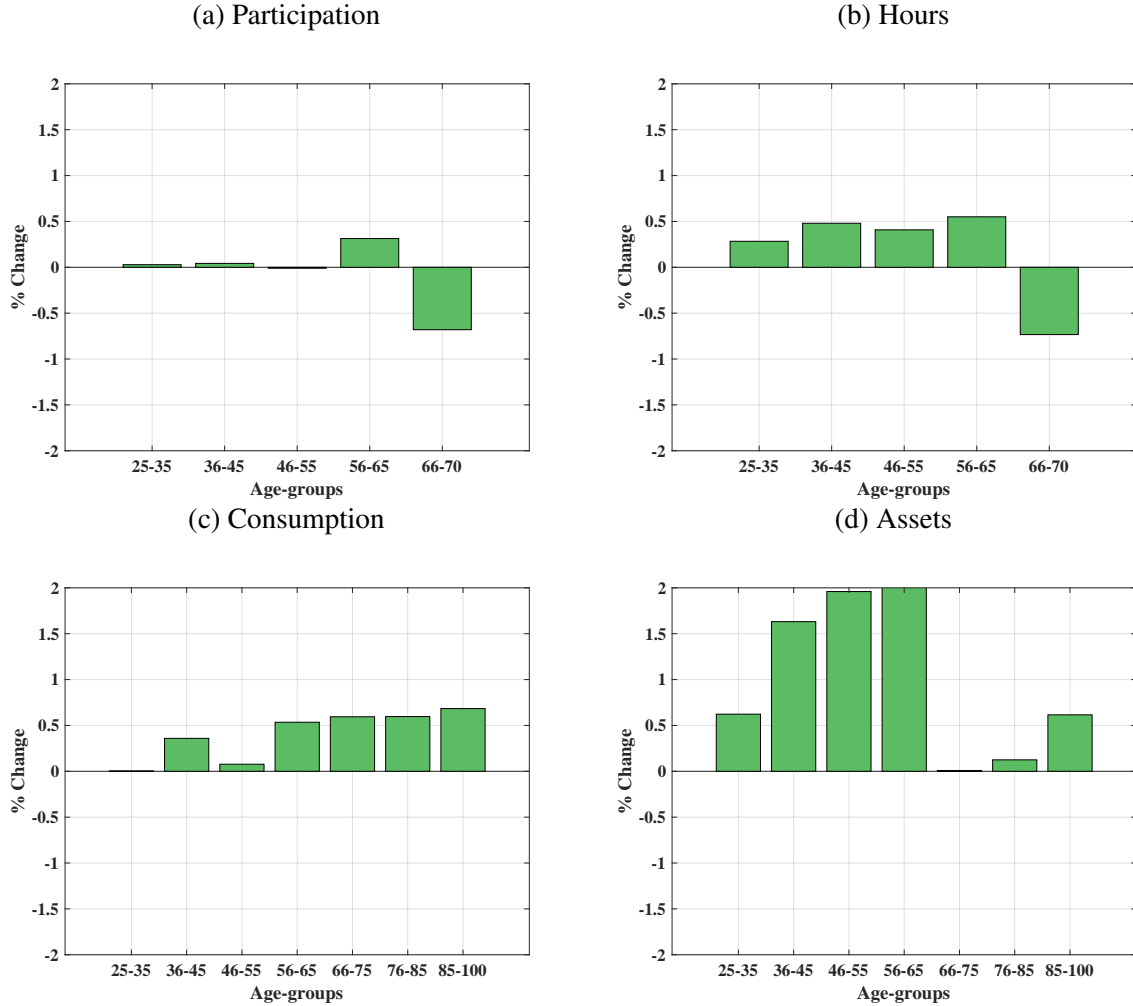 (a) Participation
2
1.5
1
0.5
0
-0.5
-1
-1.5
-2
% Change
25-35 36-45 46-55 56-65 66-70
Age-groups
(b) Hours
2
1.5
1
0.5
0
-0.5
-1
-1.5
-2
% Change
25-35 36-45 46-55 56-65 66-70
Age-groups
(c) Consumption
2
1.5
1
0.5
0
-0.5
-1
-1.5
-2
% Change
25-35 36-45 46-55 56-65 66-75 76-85 85-100
Age-groups
(d) Assets
2
1.5
1
0.5
0
-0.5
-1
-1.5
-2
% Change
25-35 36-45 46-55 56-65 66-75 76-85 85-100
Age-groups